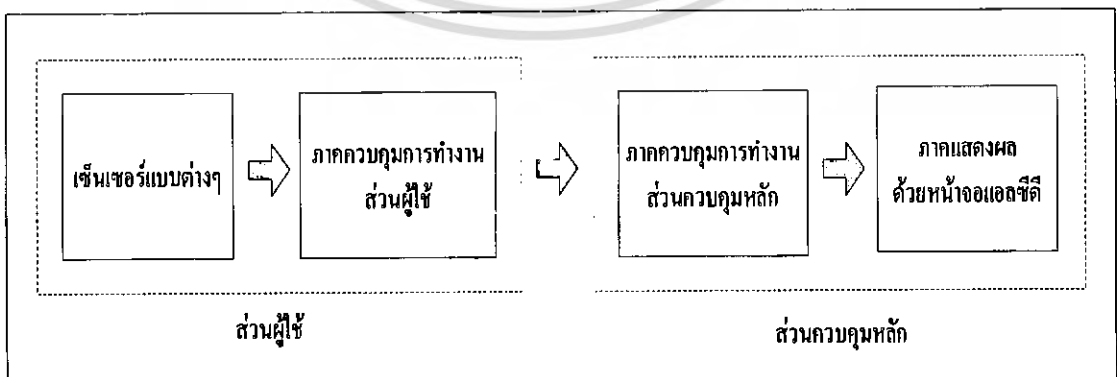 เซ็นเซอร์แบบต่างๆ
ภาคควบคุมการทำงาน
ส่วนผู้ใช้
ภาคควบคุมการทำงาน
ส่วนควบคุมหลัก
ภาคแสดงผล
ด้วยหน้าจอแอลซีดี
ส่วนผู้ใช้
ส่วนควบคุมหลัก